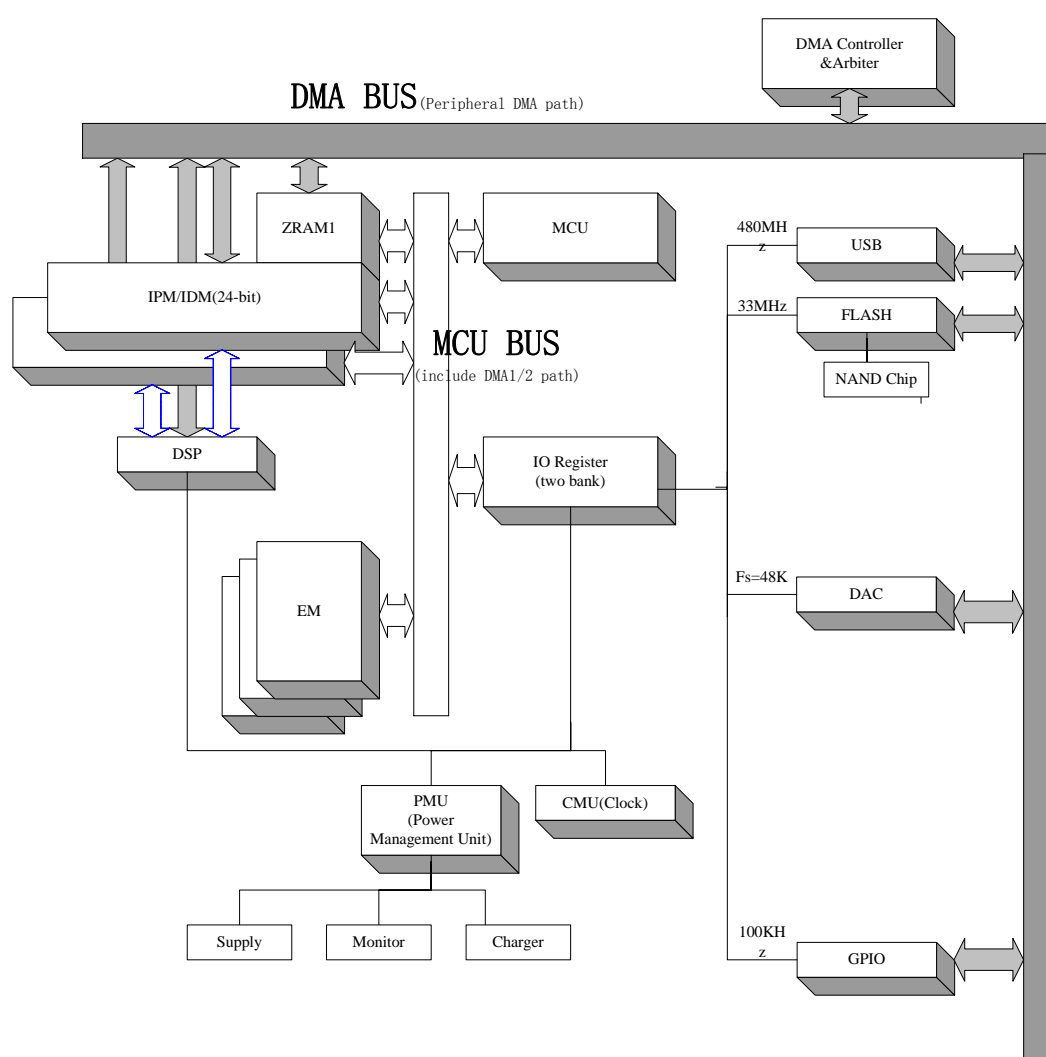 DMA Controller
&Arbiter
DMA BUS(Peripheral DMA path)
ZRAM1
MCU
480MH
z
USB
IPM/IDM(24-bit)
33MHz
FLASH
MCU BUS
(include DMA1/2 path)
NAND Chip
DSP
IO Register
(two bank)
Fs=48K
DAC
EM
PMU
(Power
Management Unit)
CMU(Clock)
Supply
Monitor
Charger
100KH
z
GPIO